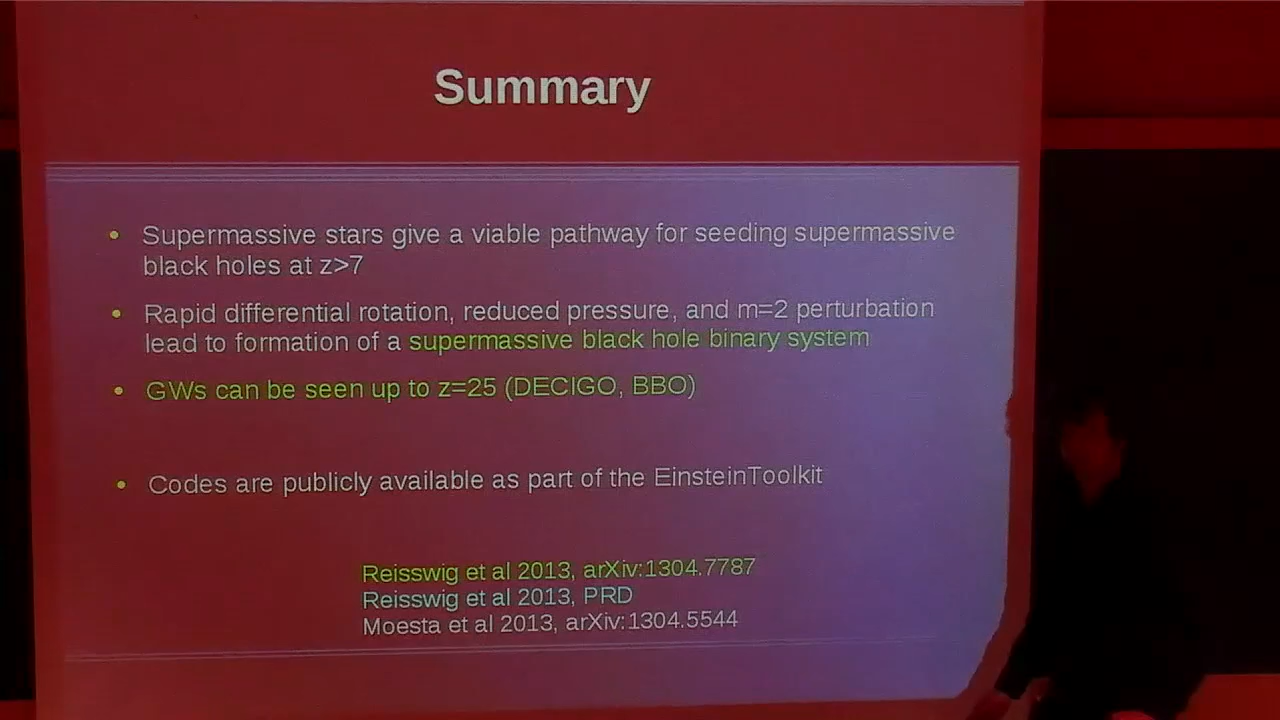 Summary
• Supermassive stars give a viable pathway for seeding supermassive
black holes at z>7
• Rapid differential rotation, reduced pressure, and m=2 perturbation
lead to formation of a supermassive black hole binary system
• GWs can be seen up to z=25 (DECIGO, BBO)
• Codes are publicly available as part of the EinsteinToolkit
Reisswig et al 2013, arXiv:1304.7787
Reisswig et al 2013, PRD
Moesta et al 2013, arXiv:1304.5544